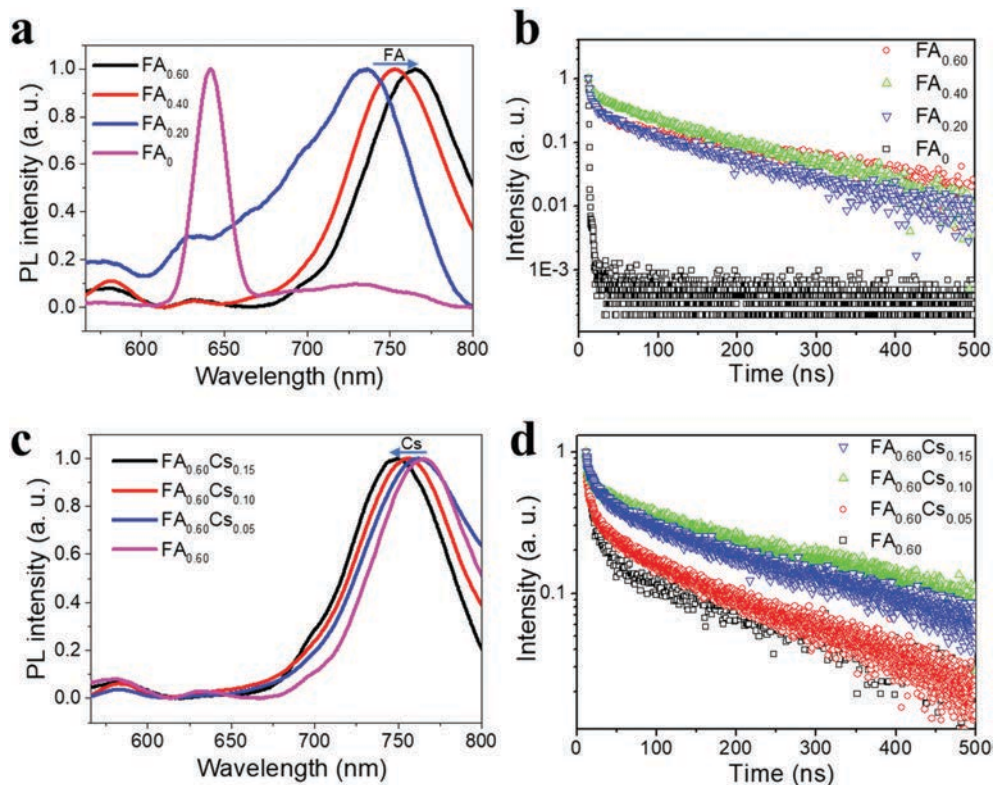 a
FA
FA0.60
FA0.40
FA0.20
FA0
1.0
0.8
0.6
0.4
0.2
0.0
PL intensity (a. u.)
600 650 700 750 800
Wavelength (nm)
b
FA0.60
FA0.40
FA0.20
FA0
1
0.1
0.01
1E-3
Intensity (a. u.)
0 100 200 300 400 500
Time (ns)
c
Cs
FA0.60Cs0.15
FA0.60Cs0.10
FA0.60Cs0.05
FA0.60
1.0
0.8
0.6
0.4
0.2
0.0
PL intensity (a. u.)
600 650 700 750 800
Wavelength (nm)
d
FA0.60Cs0.15
FA0.60Cs0.10
FA0.60Cs0.05
FA0.60
1
0.1
Intensity (a. u.)
0 100 200 300 400 500
Time (ns)